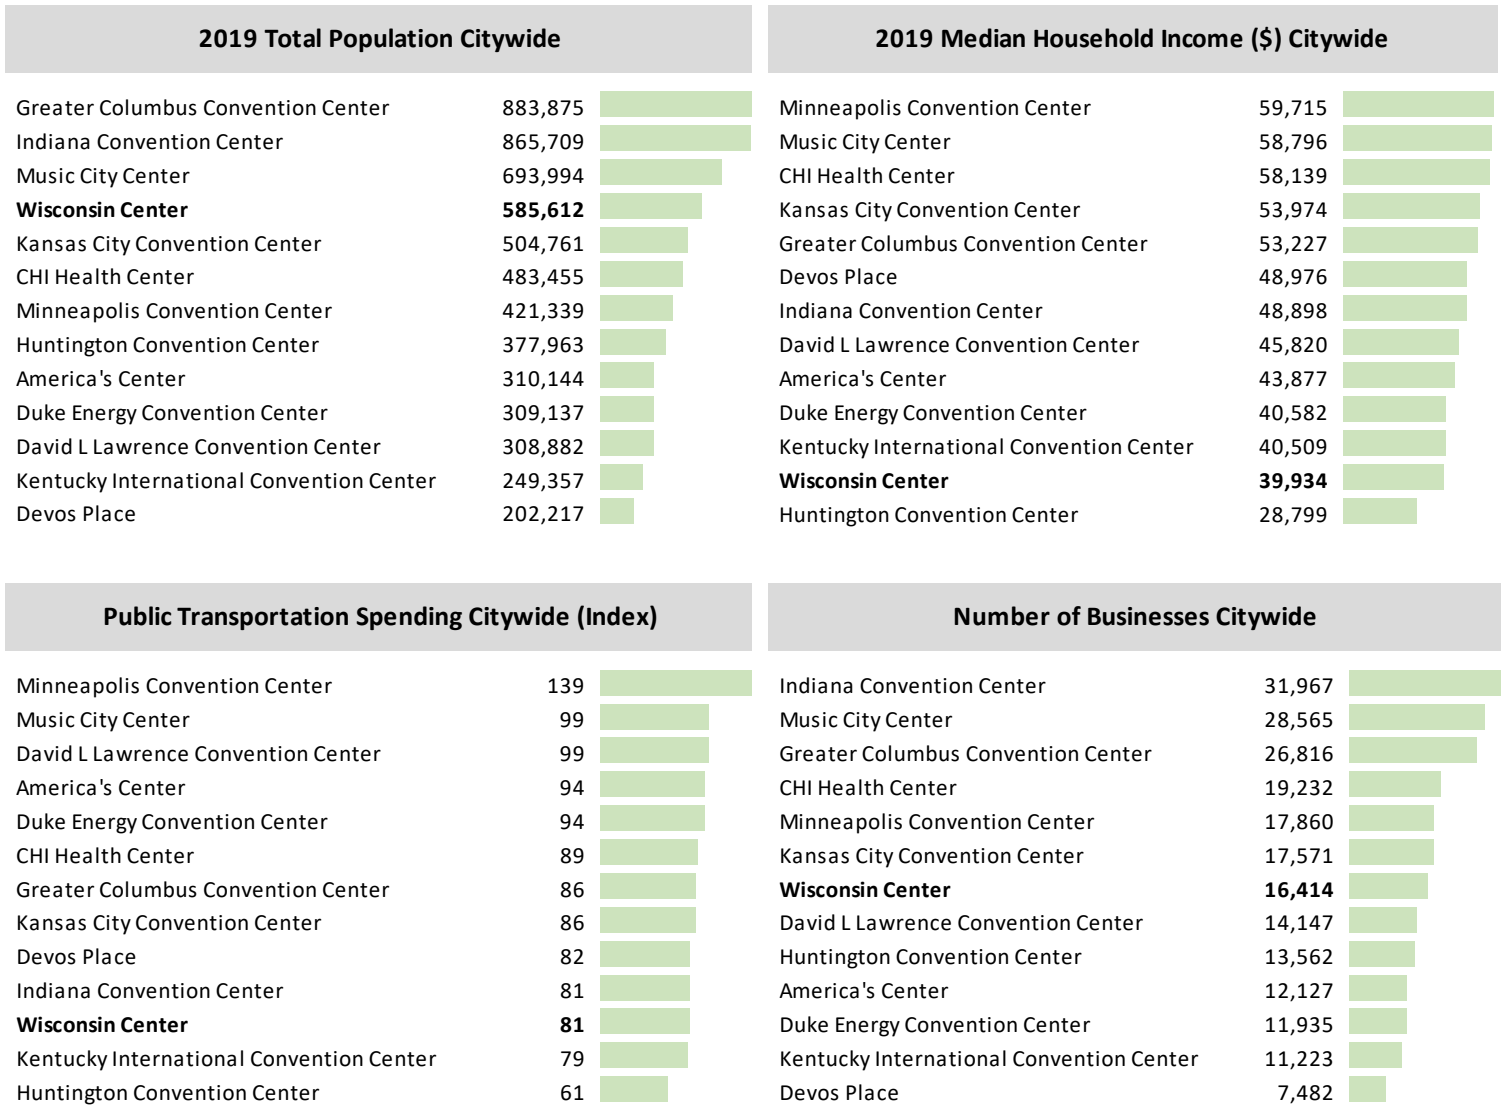 2019 Total Population Citywide
Greater Columbus Convention Center 883,875
Indiana Convention Center 865,709
Music City Center 693,994
Wisconsin Center 585,612
Kansas City Convention Center 504,761
CHI Health Center 483,455
Minneapolis Convention Center 421,339
Huntington Convention Center 377,963
America's Center 310,144
Duke Energy Convention Center 309,137
David L Lawrence Convention Center 308,882
Kentucky International Convention Center 249,357
Devos Place 202,217
2019 Median Household Income ($) Citywide
Minneapolis Convention Center 59,715
Music City Center 58,796
CHI Health Center 58,139
Kansas City Convention Center 53,974
Greater Columbus Convention Center 53,227
Devos Place 48,976
Indiana Convention Center 48,898
David L Lawrence Convention Center 45,820
America's Center 43,877
Duke Energy Convention Center 40,582
Kentucky International Convention Center 40,509
Wisconsin Center 39,934
Huntington Convention Center 28,799
Public Transportation Spending Citywide (Index)
Minneapolis Convention Center 139
Music City Center 99
David L Lawrence Convention Center 99
America's Center 94
Duke Energy Convention Center 94
CHI Health Center 89
Greater Columbus Convention Center 86
Kansas City Convention Center 86
Devos Place 82
Indiana Convention Center 81
Wisconsin Center 81
Kentucky International Convention Center 79
Huntington Convention Center 61
Number of Businesses Citywide
Indiana Convention Center 31,967
Music City Center 28,565
Greater Columbus Convention Center 26,816
CHI Health Center 19,232
Minneapolis Convention Center 17,860
Kansas City Convention Center 17,571
Wisconsin Center 16,414
David L Lawrence Convention Center 14,147
Huntington Convention Center 13,562
America's Center 12,127
Duke Energy Convention Center 11,935
Kentucky International Convention Center 11,223
Devos Place 7,482